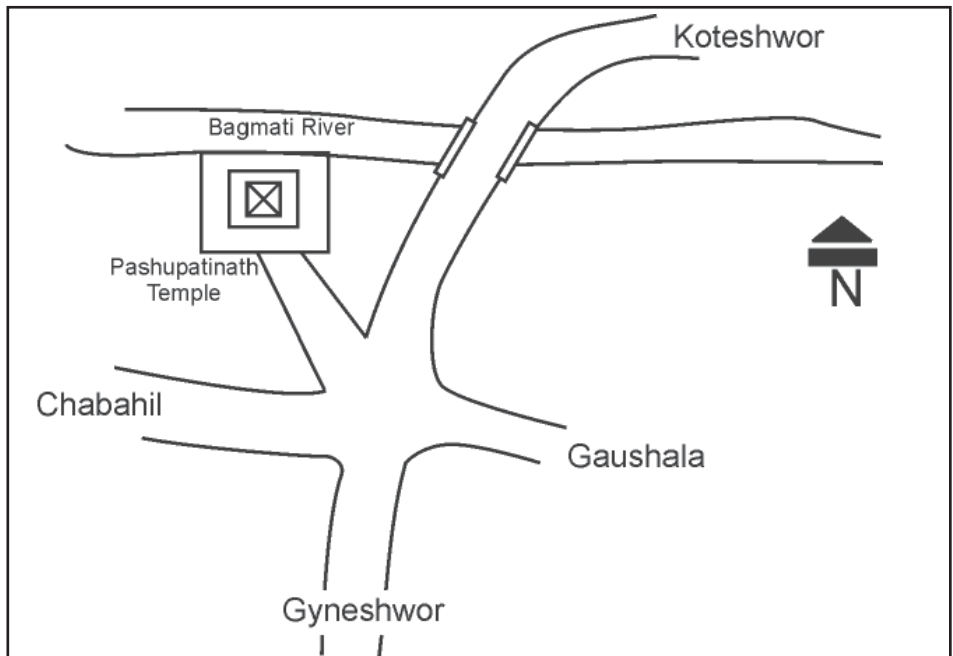 Koteshwor
Bagmati River
Pashupatinath
Temple
N
Chabahil
Gaushala
Gyneshwor